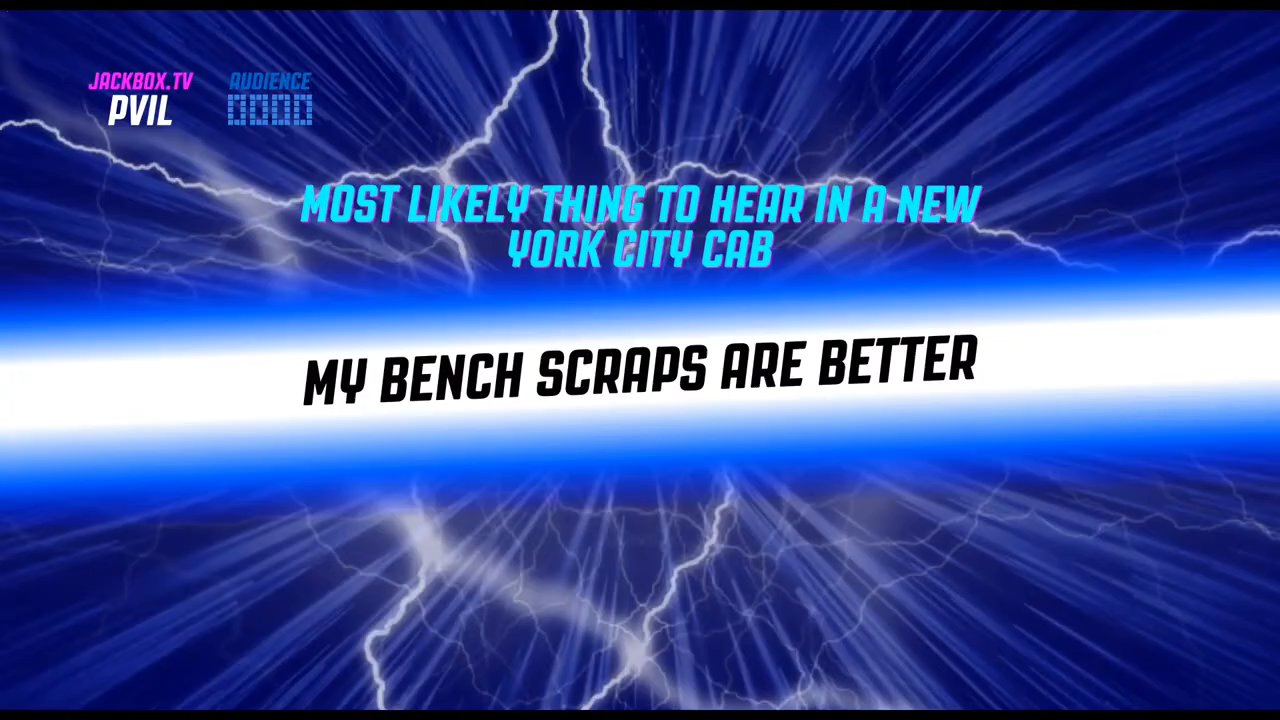 JACKBOX.TV
PVIL
AUDIENCE
MOST LIKELY THING TO HEAR IN A NEW
YORK CITY CAB
MY BENCH SCRAPS ARE BETTER